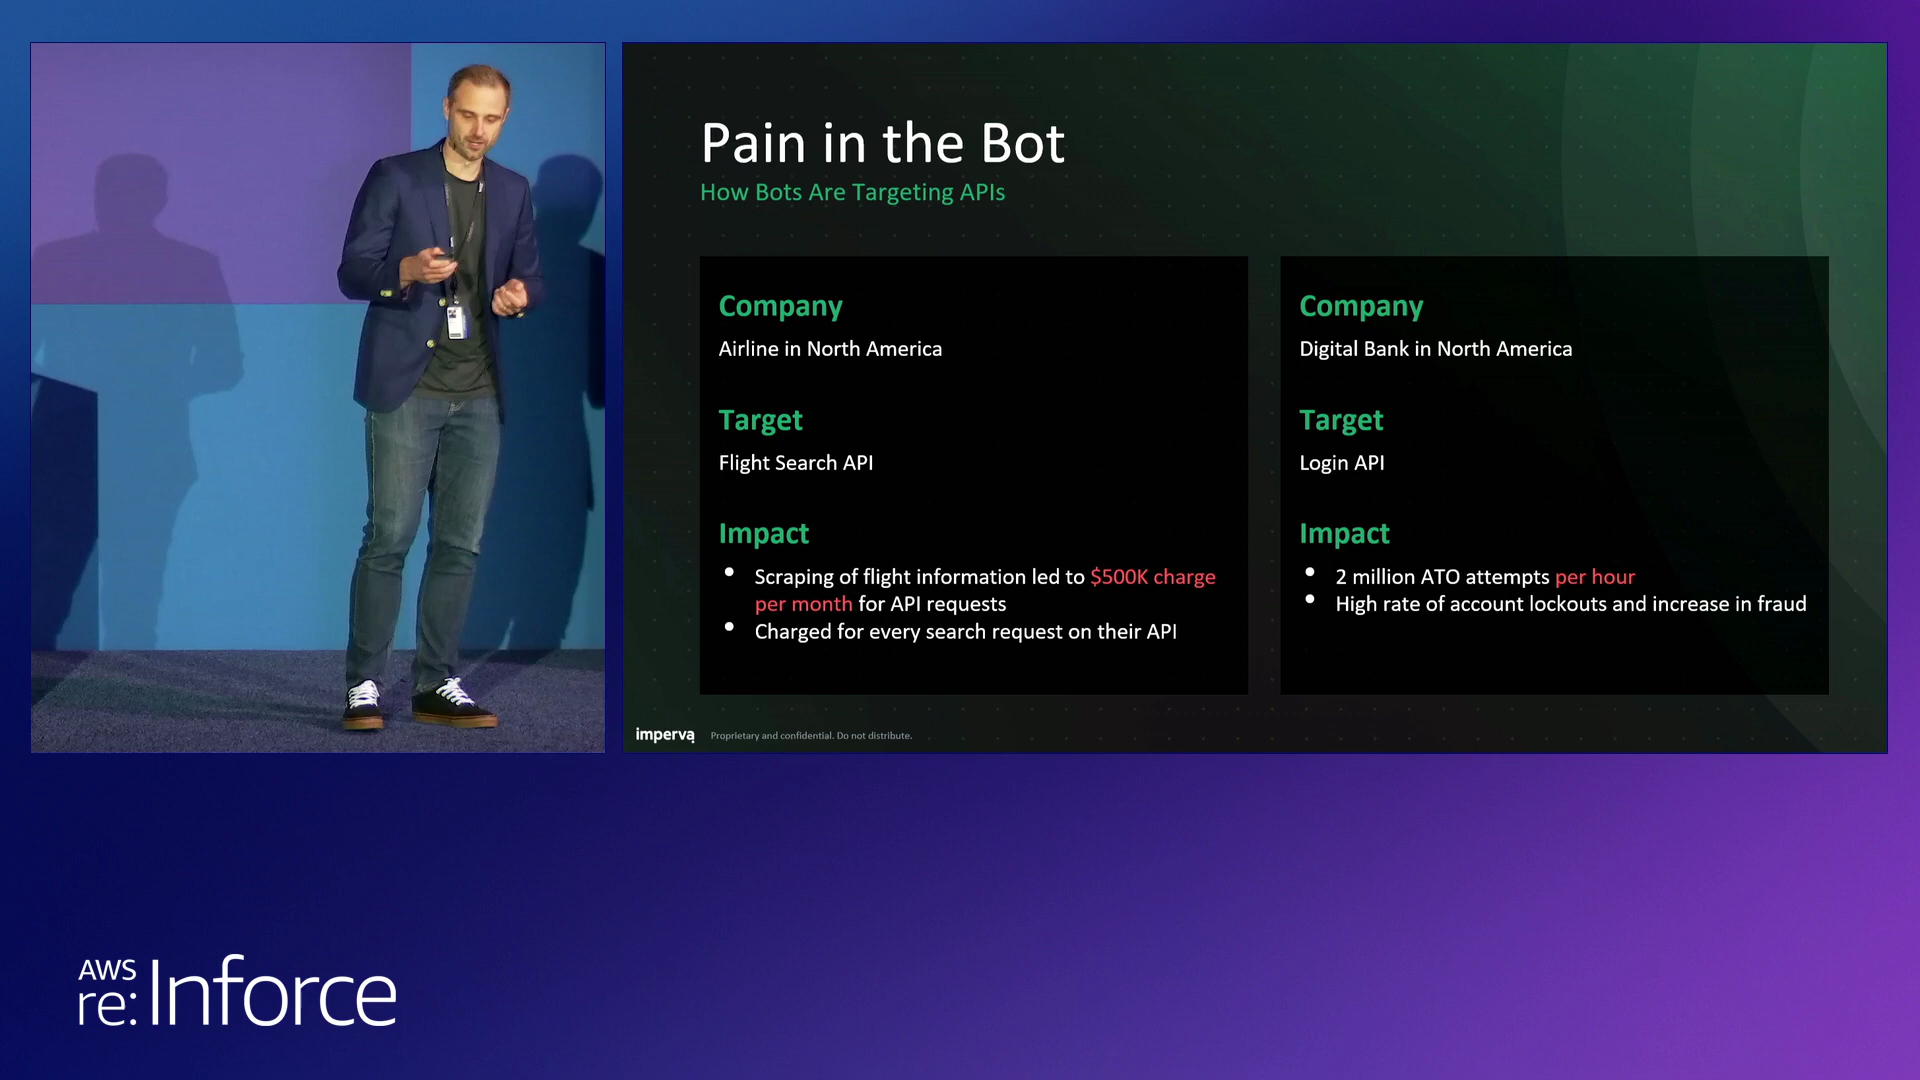 Pain in the Bot
How Bots Are Targeting APIs
Company
Airline in North America
Target
Flight Search API
Impact
• Scraping of flight information led to $500K charge
per month for API requests
• Charged for every search request on their API
Company
Digital Bank in North America
Target
Login API
Impact
• 2 million ATO attempts per hour
• High rate of account lockouts and increase in fraud
imperva
Proprietary and confidential. Do not distribute.
AWS
re:Inforce